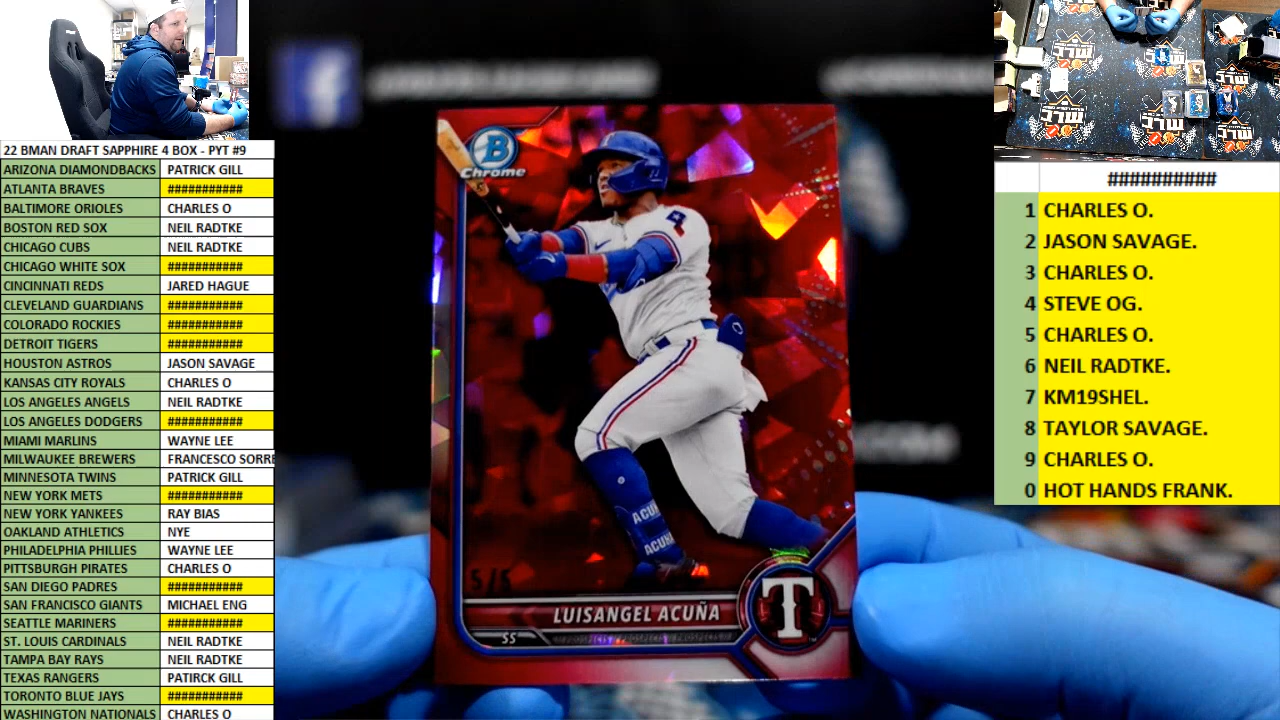 22 BMAN DRAFT SAPPHIRE 4 BOX - PYT #9
ARIZONA DIAMONDBACKS PATRICK GILL
ATLANTA BRAVES ###########
BALTIMORE ORIOLES CHARLES O
BOSTON RED SOX NEIL RADTKE
CHICAGO CUBS NEIL RADTKE
CHICAGO WHITE SOX ###########
CINCINNATI REDS JARED HAGUE
CLEVELAND GUARDIANS ###########
COLORADO ROCKIES ###########
DETROIT TIGERS ###########
HOUSTON ASTROS JASON SAVAGE
KANSAS CITY ROYALS CHARLES O
LOS ANGELES ANGELS NEIL RADTKE
LOS ANGELES DODGERS ###########
MIAMI MARLINS WAYNE LEE
MILWAUKEE BREWERS FRANCESCO SORRE
MINNESOTA TWINS PATRICK GILL
NEW YORK METS ###########
NEW YORK YANKEES RAY BIAS
OAKLAND ATHLETICS NYE
PHILADELPHIA PHILLIES WAYNE LEE
PITTSBURGH PIRATES CHARLES O
SAN DIEGO PADRES ###########
SAN FRANCISCO GIANTS MICHAEL ENG
SEATTLE MARINERS ###########
ST. LOUIS CARDINALS NEIL RADTKE
TAMPA BAY RAYS NEIL RADTKE
TEXAS RANGERS PATIRCK GILL
TORONTO BLUE JAYS ###########
WASHINGTON NATIONALS CHARLES O
B
Chrome
ACUÑA
ACUÑA
5/5
LUISANGEL ACUÑA
SS
PROSPECTS // PROSPECTS // PROSPECTS
T
##########
1 CHARLES O.
2 JASON SAVAGE.
3 CHARLES O.
4 STEVE OG.
5 CHARLES O.
6 NEIL RADTKE.
7 KM19SHEL.
8 TAYLOR SAVAGE.
9 CHARLES O.
0 HOT HANDS FRANK.